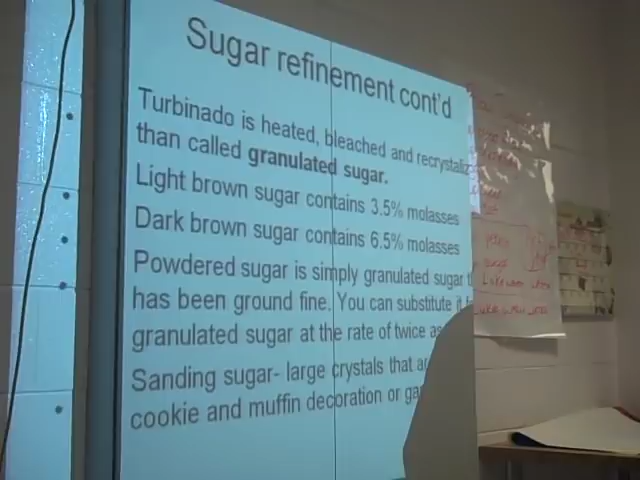 Sugar refinement cont'd
Turbinado is heated, bleached and recrystaliz
than called granulated sugar.
Light brown sugar contains 3.5% molasses
Dark brown sugar contains 6.5% molasses
Powdered sugar is simply granulated sugar t
has been ground fine. You can substitute it f
granulated sugar at the rate of twice as
Sanding sugar- large crystals that ar
cookie and muffin decoration or ga